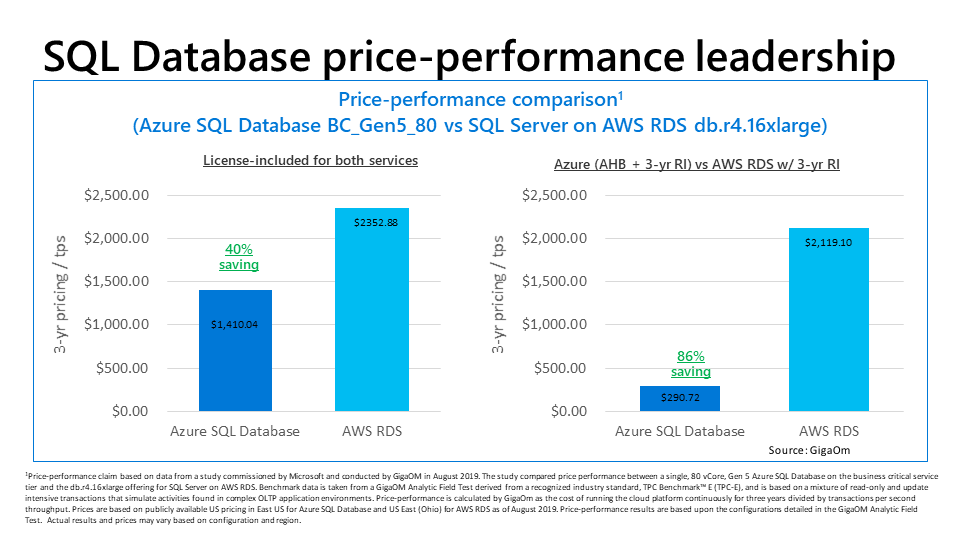 SQL Database price-performance leadership
Price-performance comparison¹
(Azure SQL Database BC_Gen5_80 vs SQL Server on AWS RDS db.r4.16xlarge)
License-included for both services
3-yr pricing / tps
$2,500.00
$2,000.00
$1,500.00
$1,000.00
$500.00
$0.00
40%
saving
$1,410.04
$2352.88
Azure SQL Database
AWS RDS
Azure (AHB + 3-yr RI) vs AWS RDS w/ 3-yr RI
3-yr pricing / tps
$2,500.00
$2,000.00
$1,500.00
$1,000.00
$500.00
$0.00
86%
saving
$290.72
$2,119.10
Azure SQL Database
AWS RDS
Source: GigaOm
¹Price-performance claim based on data from a study commissioned by Microsoft and conducted by GigaOM in August 2019. The study compared price performance between a single, 80 vCore, Gen 5 Azure SQL Database on the business critical service
tier and the db.r4.16xlarge offering for SQL Server on AWS RDS. Benchmark data is taken from a GigaOM Analytic Field Test derived from a recognized industry standard, TPC Benchmark™ E (TPC-E), and is based on a mixture of read-only and update
intensive transactions that simulate activities found in complex OLTP application environments. Price-performance is calculated by GigaOm as the cost of running the cloud platform continuously for three years divided by transactions per second
throughput. Prices are based on publicly available US pricing in East US for Azure SQL Database and US East (Ohio) for AWS RDS as of August 2019. Price-performance results are based upon the configurations detailed in the GigaOM Analytic Field
Test. Actual results and prices may vary based on configuration and region.